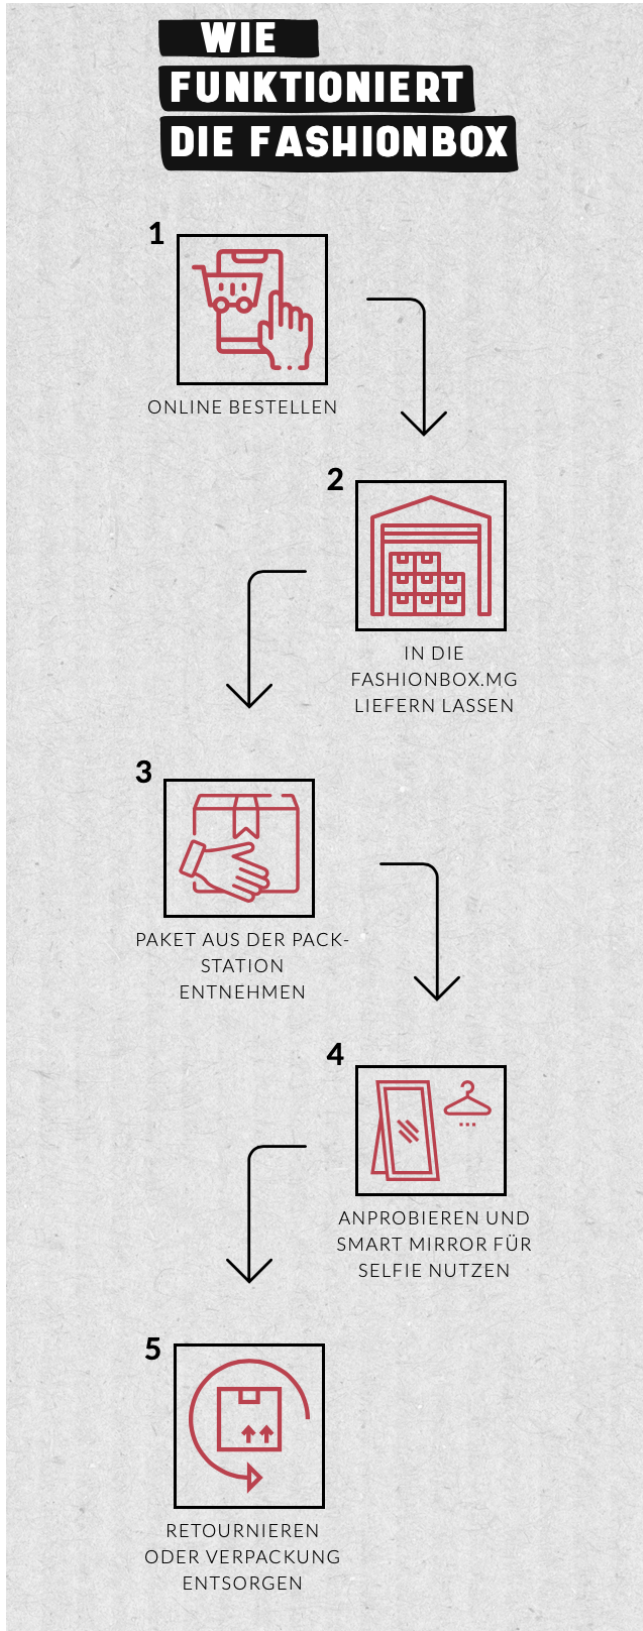 WIE
FUNKTIONIERT
DIE FASHIONBOX
1
ONLINE BESTELLEN
2
IN DIE
FASHIONBOX.MG
LIEFERN LASSEN
3
PAKET AUS DER PACK-
STATION
ENTNEHMEN
4
ANPROBIEREN UND
SMART MIRROR FÜR
SELFIE NUTZEN
5
RETOURNIEREN
ODER VERPACKUNG
ENTSORGEN